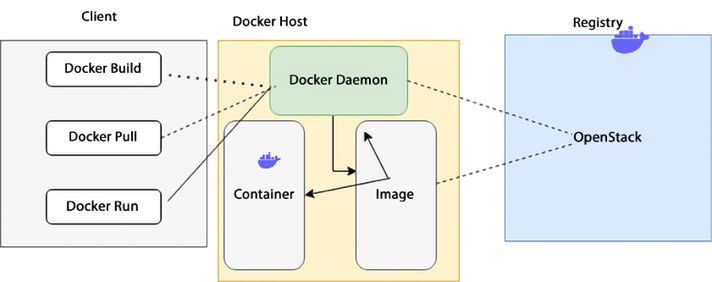 Client
Docker Host
Registry
Docker Build
Docker Daemon
Docker Pull
OpenStack
Docker Run
Container
Image